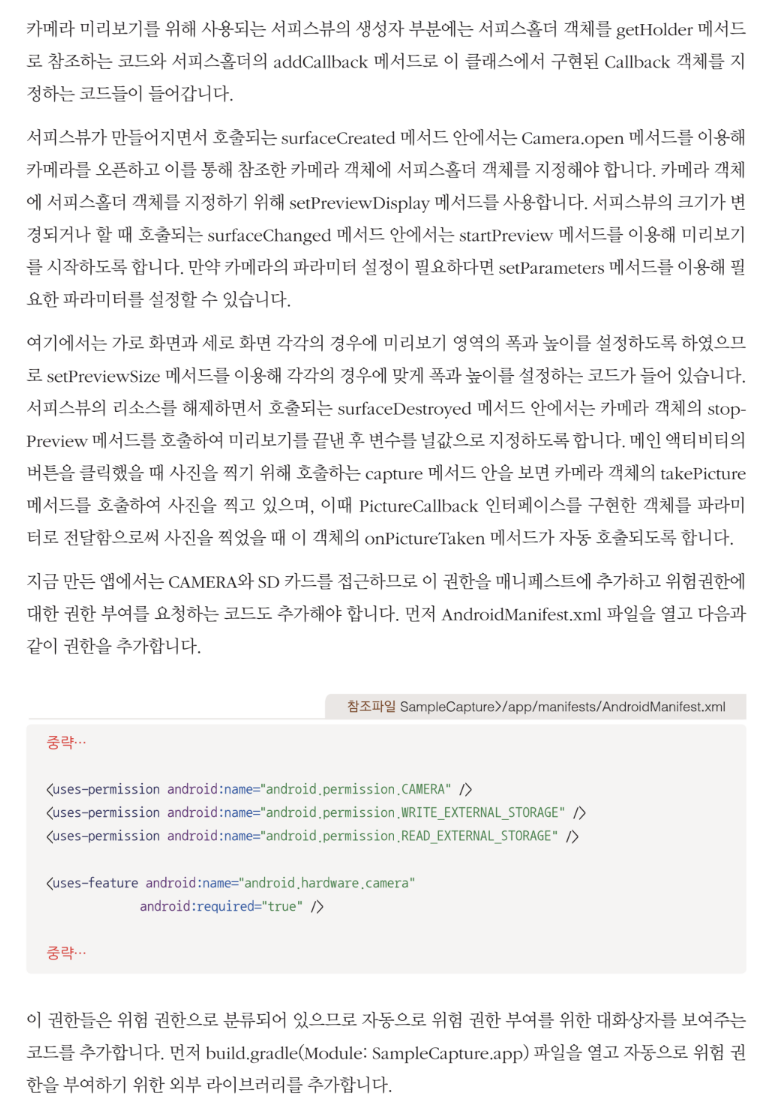 카메라 미리보기를 위해 사용되는 서피스뷰의 생성자 부분에는 서피스홀더 객체를 getHolder 메서드
로 참조하는 코드와 서피스홀더의 addCallback 메서드로 이 클래스에서 구현된 Callback 객체를 지
정하는 코드들이 들어갑니다.
서피스뷰가 만들어지면서 호출되는 surfaceCreated 메서드 안에서는 Camera.open 메서드를 이용해
카메라를 오픈하고 이를 통해 참조한 카메라 객체에 서피스홀더 객체를 지정해야 합니다. 카메라 객체
에 서피스홀더 객체를 지정하기 위해 setPreviewDisplay 메서드를 사용합니다. 서피스뷰의 크기가 변
경되거나 할 때 호출되는 surfaceChanged 메서드 안에서는 startPreview 메서드를 이용해 미리보기
를 시작하도록 합니다. 만약 카메라의 파라미터 설정이 필요하다면 setParameters 메서드를 이용해 필
요한 파라미터를 설정할 수 있습니다.
여기에서는 가로 화면과 세로 화면 각각의 경우에 미리보기 영역의 폭과 높이를 설정하도록 하였으므
로 setPreviewSize 메서드를 이용해 각각의 경우에 맞게 폭과 높이를 설정하는 코드가 들어 있습니다.
서피스뷰의 리소스를 해제하면서 호출되는 surfaceDestroyed 메서드 안에서는 카메라 객체의 stop-
Preview 메서드를 호출하여 미리보기를 끝낸 후 변수를 널값으로 지정하도록 합니다. 메인 액티비티의
버튼을 클릭했을 때 사진을 찍기 위해 호출하는 capture 메서드 안을 보면 카메라 객체의 takePicture
메서드를 호출하여 사진을 찍고 있으며, 이때 PictureCallback 인터페이스를 구현한 객체를 파라미
터로 전달함으로써 사진을 찍었을 때 이 객체의 onPictureTaken 메서드가 자동 호출되도록 합니다.
지금 만든 앱에서는 CAMERA와 SD 카드를 접근하므로 이 권한을 매니페스트에 추가하고 위험권한에
대한 권한 부여를 요청하는 코드도 추가해야 합니다. 먼저 AndroidManifest.xml 파일을 열고 다음과
같이 권한을 추가합니다.
참조파일 SampleCapture>/app/manifests/AndroidManifest.xml
중략…
<uses-permission android:name="android.permission.CAMERA" />
<uses-permission android:name="android.permission.WRITE_EXTERNAL_STORAGE" />
<uses-permission android:name="android.permission.READ_EXTERNAL_STORAGE" />
<uses-feature android:name="android.hardware.camera"
android:required="true" />
중략…
이 권한들은 위험 권한으로 분류되어 있으므로 자동으로 위험 권한 부여를 위한 대화상자를 보여주는
코드를 추가합니다. 먼저 build.gradle(Module: SampleCapture.app) 파일을 열고 자동으로 위험 권
한을 부여하기 위한 외부 라이브러리를 추가합니다.